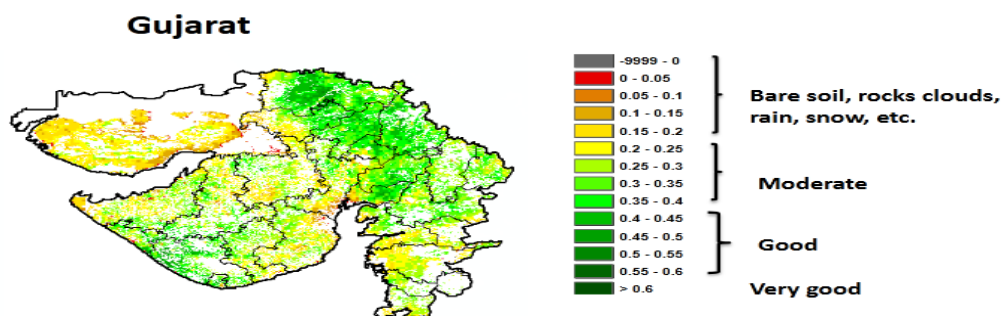 Gujarat
-9999 - 0
0 - 0.05
0.05 - 0.1
0.1 - 0.15
0.15 - 0.2
0.2 - 0.25
0.25 - 0.3
0.3 - 0.35
0.35 - 0.4
0.4 - 0.45
0.45 - 0.5
0.5 - 0.55
0.55 - 0.6
> 0.6
Bare soil, rocks clouds,
rain, snow, etc.
Moderate
Good
Very good